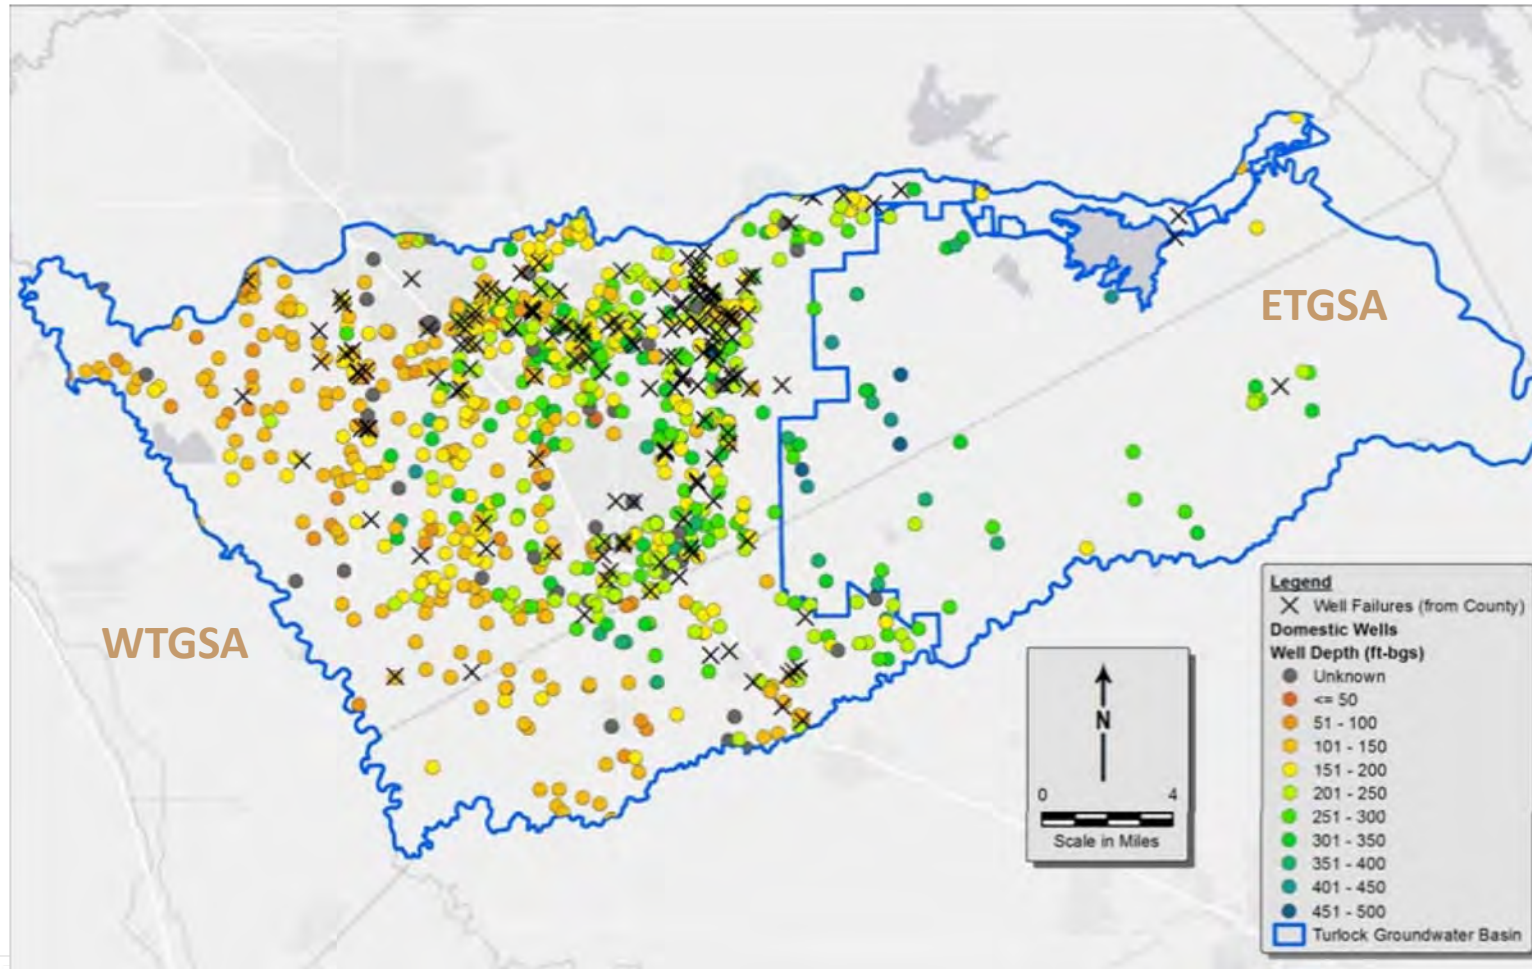 ETGSA
WTGSA
N
0 4
Scale in Miles
Legend
Well Failures (from County)
Domestic Wells
Well Depth (ft-bgs)
Unknown
<= 50
51 - 100
101 - 150
151 - 200
201 - 250
251 - 300
301 - 350
351 - 400
401 - 450
451 - 500
Turlock Groundwater Basin